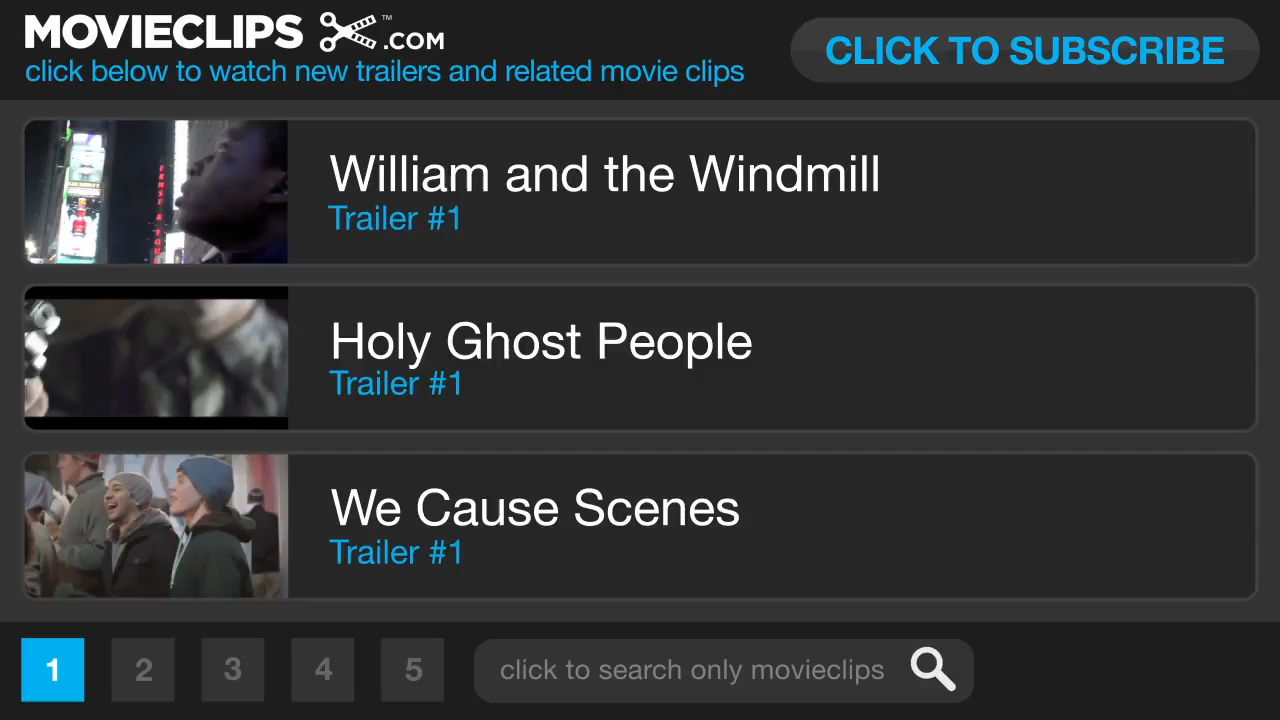 MOVIECLIPS™.COM
click below to watch new trailers and related movie clips
CLICK TO SUBSCRIBE
William and the Windmill
Trailer #1
Holy Ghost People
Trailer #1
We Cause Scenes
Trailer #1
1 2 3 4 5
click to search only movieclips